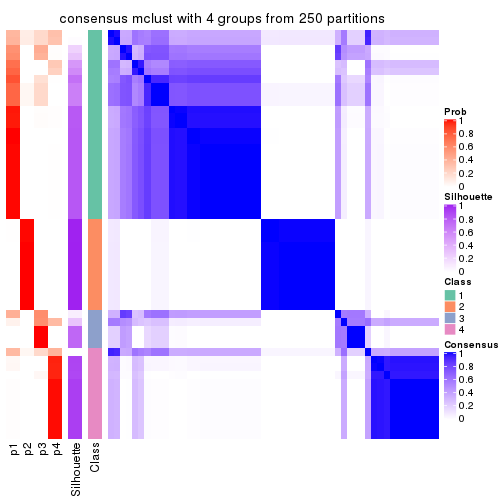 consensus mclust with 4 groups from 250 partitions
Prob
1
0.8
0.6
0.4
0.2
0
Silhouette
1
0.8
0.6
0.4
0.2
0
Class
1
2
3
4
Consensus
1
0.8
0.6
0.4
0.2
0
p1
p2
p3
p4
Silhouette
Class